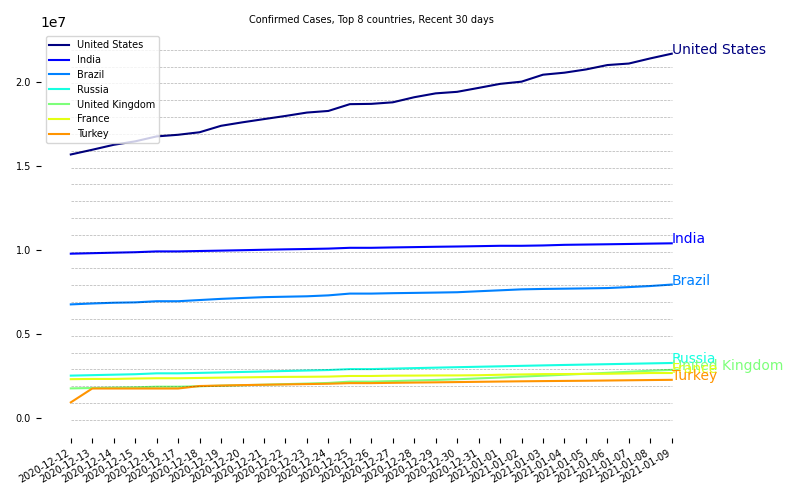 Confirmed Cases, Top 8 countries, Recent 30 days
1e7
United States
India
Brazil
Russia
United Kingdom
France
Turkey
2.0
1.5
1.0
0.5
0.0
United States
India
Brazil
Russia
United Kingdom
Turkey
2020-12-12
2020-12-13
2020-12-14
2020-12-15
2020-12-16
2020-12-17
2020-12-18
2020-12-19
2020-12-20
2020-12-21
2020-12-22
2020-12-23
2020-12-24
2020-12-25
2020-12-26
2020-12-27
2020-12-28
2020-12-29
2020-12-30
2020-12-31
2021-01-01
2021-01-02
2021-01-03
2021-01-04
2021-01-05
2021-01-06
2021-01-07
2021-01-08
2021-01-09